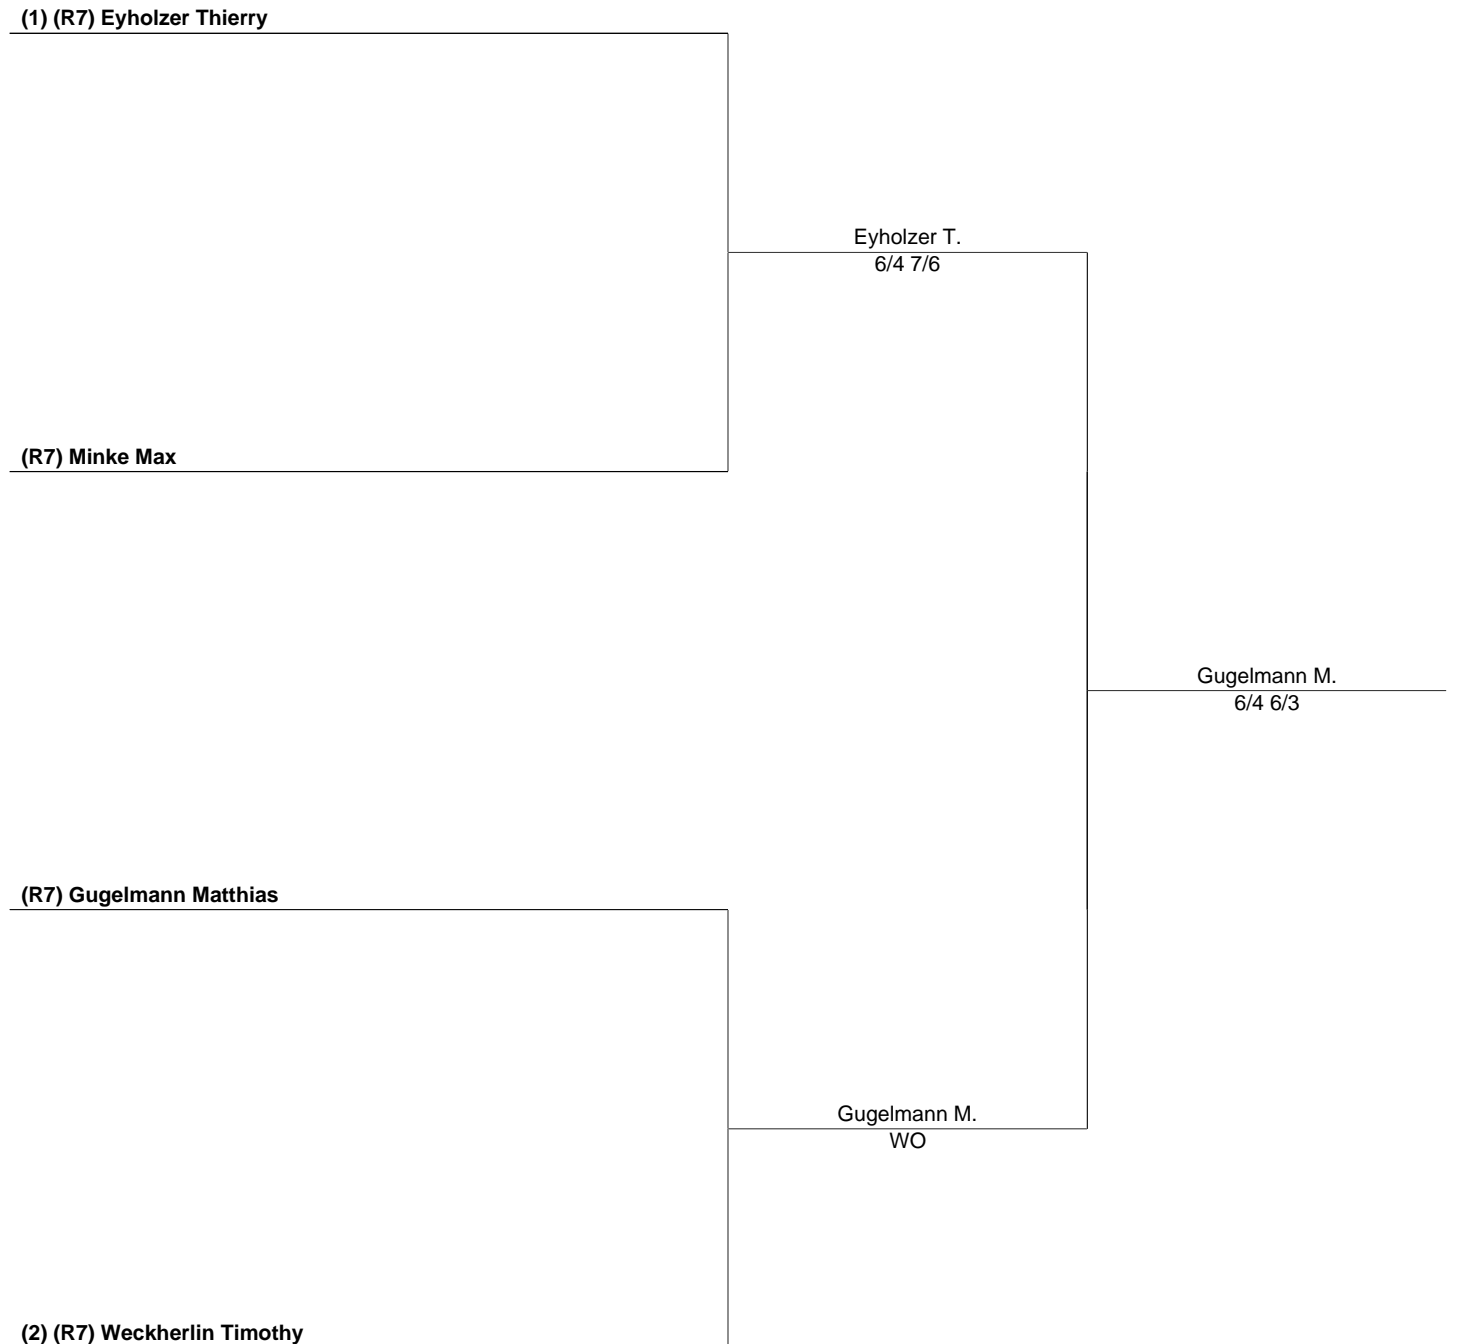 (1) (R7) Eyholzer Thierry
Eyholzer T.
6/4 7/6
(R7) Minke Max
Gugelmann M.
6/4 6/3
(R7) Gugelmann Matthias
Gugelmann M.
WO
(2) (R7) Weckherlin Timothy